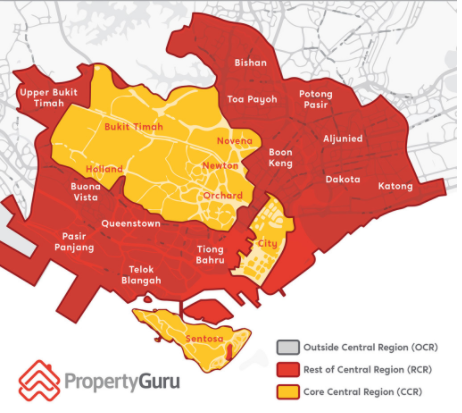 Bishan
Upper Bukit
Timah
Toa Payoh
Potong
Pasir
Bukit Timah
Novena
Aljunied
Boon
Keng
Newton
Halland
Dakota
Katong
Buona
Vista
Orchard
Queenstown
Pasir
Panjang
Tiong
Bahru
City
Telok
Blangah
Sentosa
Outside Central Region (OCR)
Rest of Central Region (RCR)
Core Central Region (CCR)
PropertyGuru